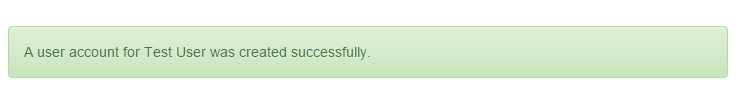 A user account for Test User was created successfully.